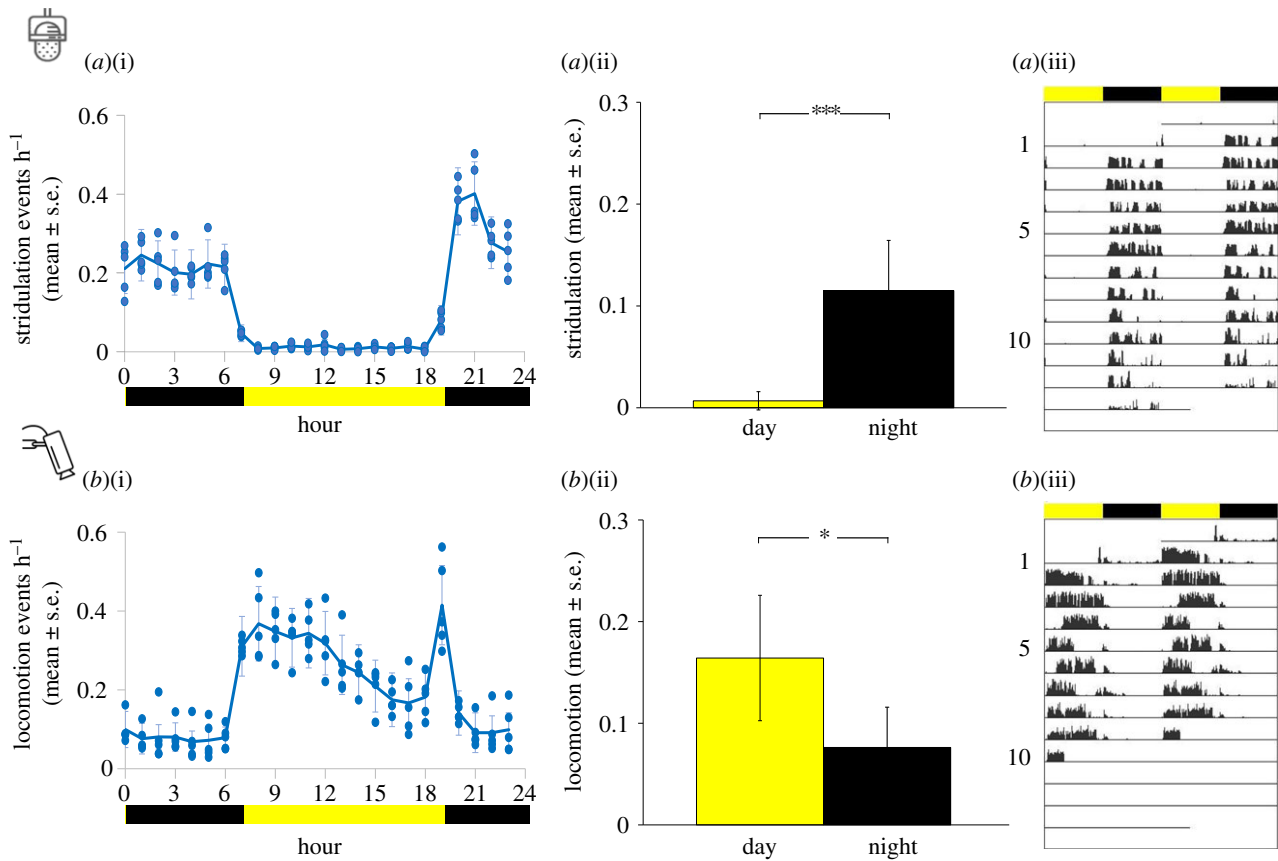 (a)(i)
(a)(ii)
(a)(iii)
stridulation events h⁻¹
(mean ± s.e.)
0.6
0.4
0.2
0
0 3 6 9 12 15 18 21 24
hour
stridulation (mean ± s.e.)
0.3
0.2
0.1
0
***
day night
1
5
10
(b)(i)
(b)(ii)
(b)(iii)
locomotion events h⁻¹
(mean ± s.e.)
0.6
0.4
0.2
0
0 3 6 9 12 15 18 21 24
hour
locomotion (mean ± s.e.)
0.3
0.2
0.1
0
*
day night
1
5
10